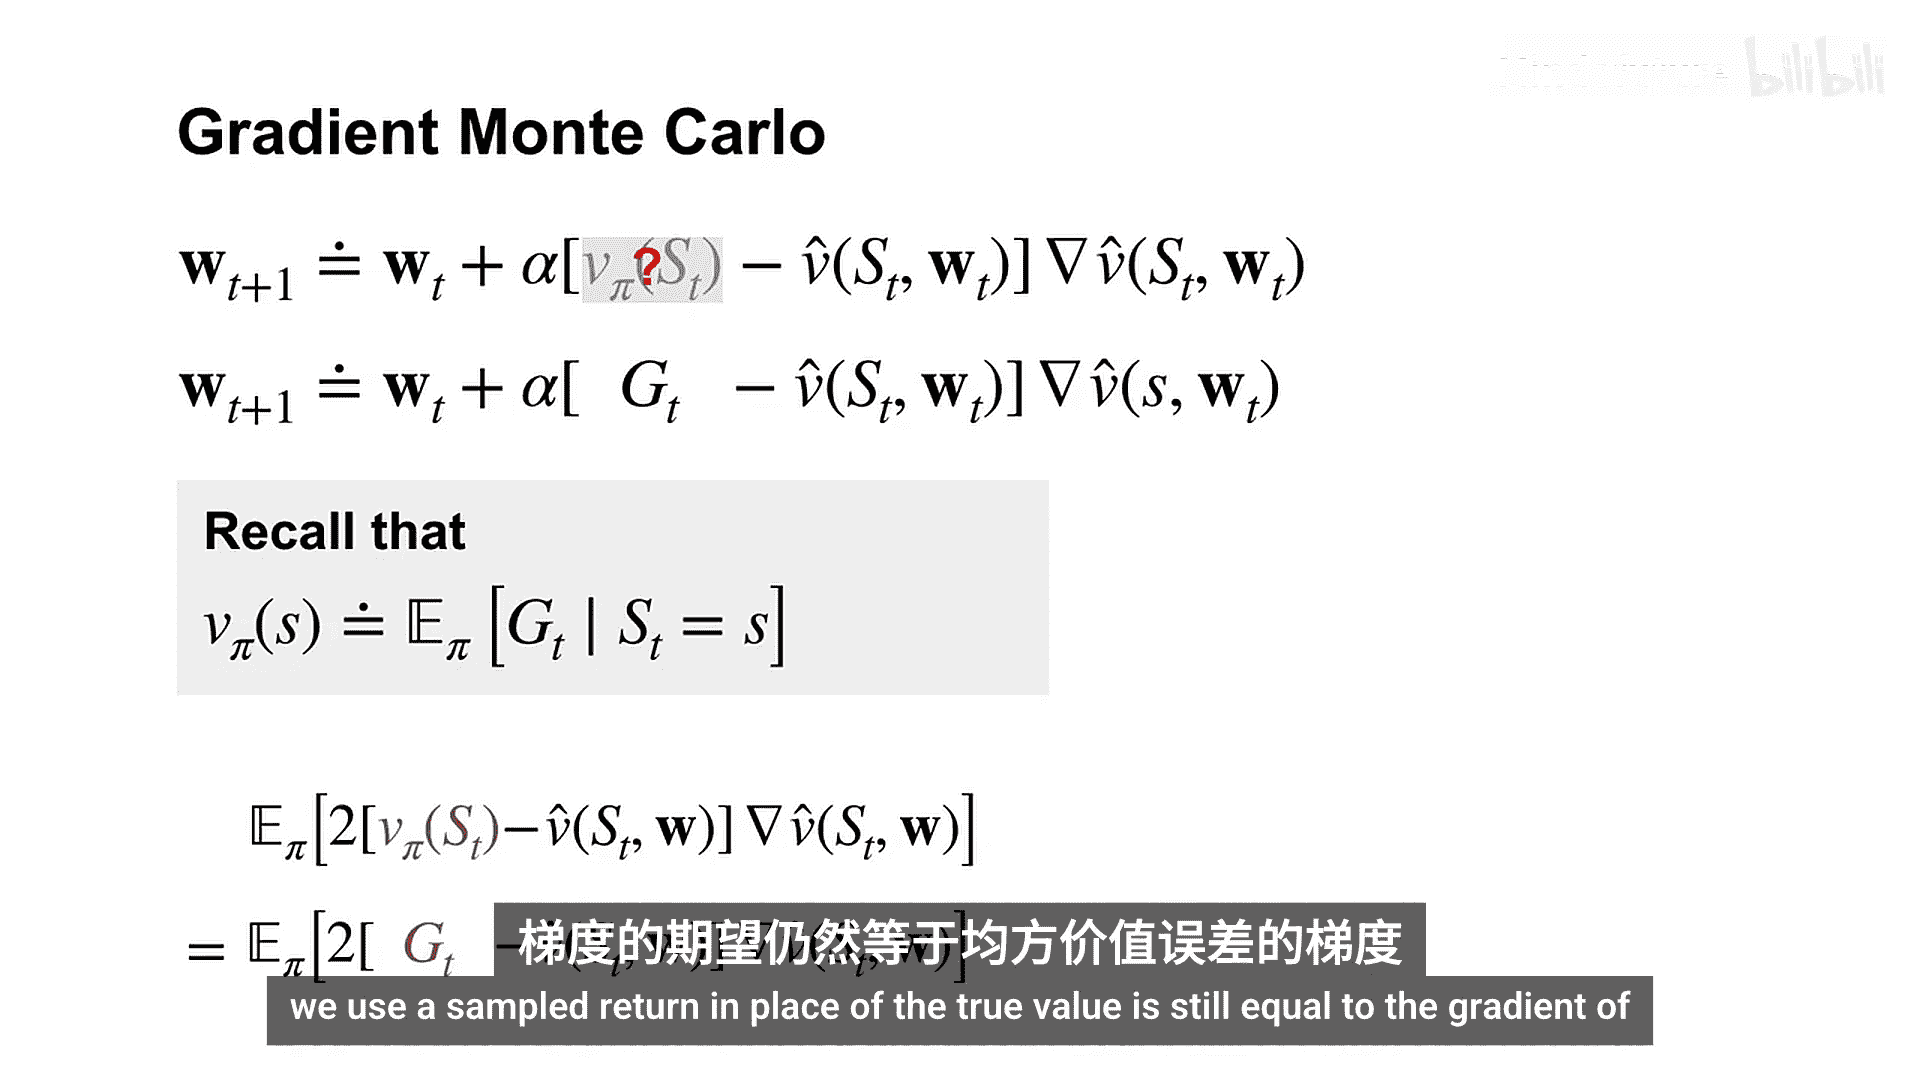 bilibili
Gradient Monte Carlo
w_{t+1} ≐ w_t + α[v_π(S_t) − v̂(S_t, w_t)] ∇v̂(S_t, w_t)
?
w_{t+1} ≐ w_t + α[ G_t − v̂(S_t, w_t)] ∇v̂(s, w_t)
Recall that
v_π(s) ≐ 𝔼_π [G_t | S_t = s]
𝔼_π[2[v_π(S_t)−v̂(S_t, w)] ∇v̂(S_t, w)]
= 𝔼_π[2[ G_t − v̂(S_t, w)] ∇v̂(S_t, w)]
梯度的期望仍然等于均方价值误差的梯度
we use a sampled return in place of the true value is still equal to the gradient of